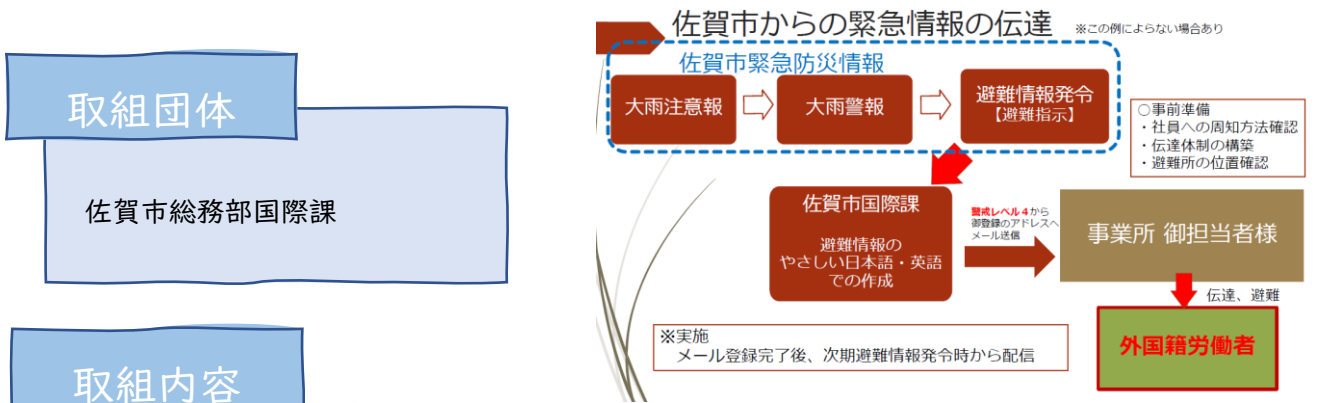 取組団体
佐賀市総務部国際課
取組内容
佐賀市からの緊急情報の伝達
※この例によらない場合あり
佐賀市緊急防災情報
大雨注意報
大雨警報
避難情報発令
【避難指示】
○事前準備
・社員への周知方法確認
・伝達体制の構築
・避難所の位置確認
佐賀市国際課
避難情報の
やさしい日本語・英語
での作成
警戒レベル4から
御登録のアドレスへ
メール送信
事業所 御担当者様
伝達、避難
外国籍労働者
※実施
メール登録完了後、次期避難情報発令時から配信